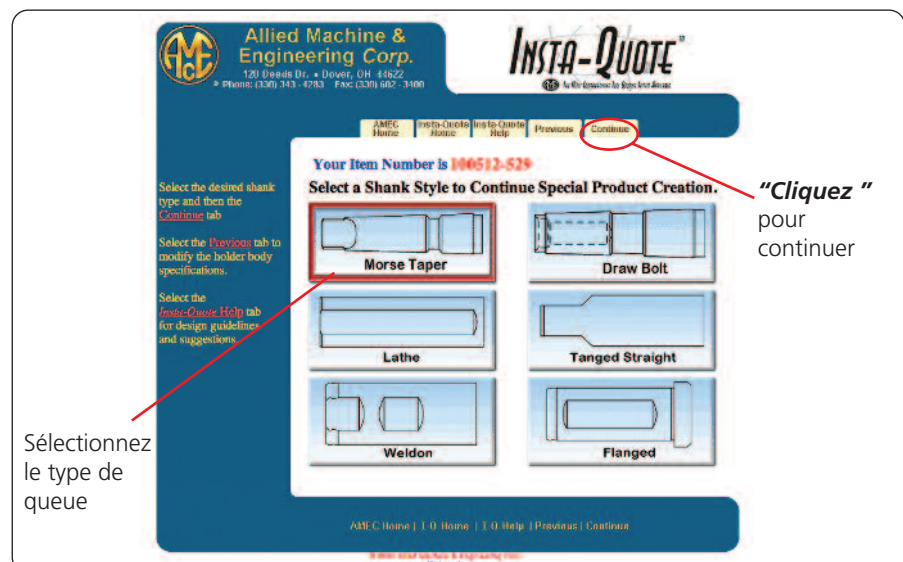 Allied Machine &
Engineering Corp.
120 Deeds Dr. • Dover, OH 44622
Phone: (330) 343-4283 Fax: (330) 602-3400
AMEC
INSTA-QUOTE
AMEC Home
Insta-Quote Home
Insta-Quote Help
Previous
Continue
Your Item Number is 100512-529
Select a Shank Style to Continue Special Product Creation.
Select the desired shank
type and then the
Continue tab
Select the Previous tab to
modify the holder body
specifications.
Select the
Insta-Quote Help tab
for design guidelines
and suggestions.
Morse Taper
Draw Bolt
Lathe
Tanged Straight
Weldon
Flanged
"Cliquez "
pour
continuer
Sélectionnez
le type de
queue
AMEC Home | I-Q Home | I-Q Help | Previous | Continue